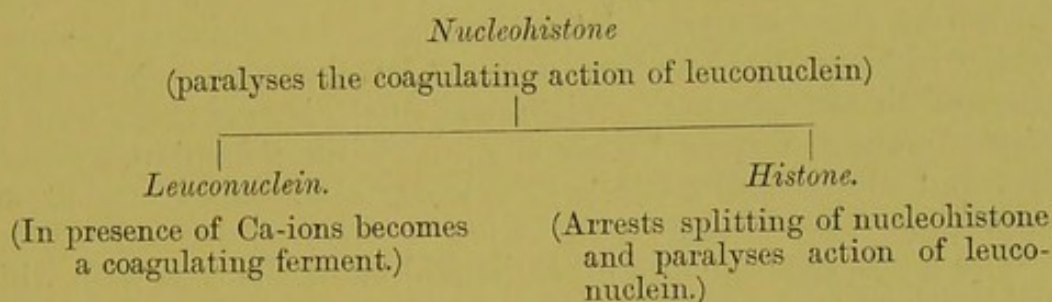 Nucleohistone
(paralyses the coagulating action of leuconuclein)
Leuconuclein.
(In presence of Ca-ions becomes
a coagulating ferment.)
Histone.
(Arrests splitting of nucleohistone
and paralyses action of leuco-
nuclein.)